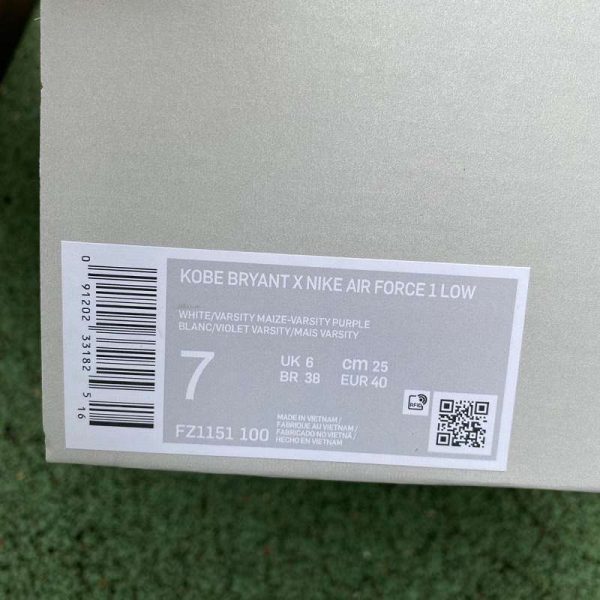 KOBE BRYANT X NIKE AIR FORCE 1 LOW
WHITE/VARSITY MAIZE-VARSITY PURPLE
BLANC/VIOLET VARSITY/MAIS VARSITY
7
UK 6 cm 25
BR 38 EUR 40
FZ1151 100
MADE IN VIETNAM /
FABRIQUE AU VIETNAM /
FABRICADO NO VIETNÃ /
HECHO EN VIETNAM
RFID
0 91202 33182 5 16